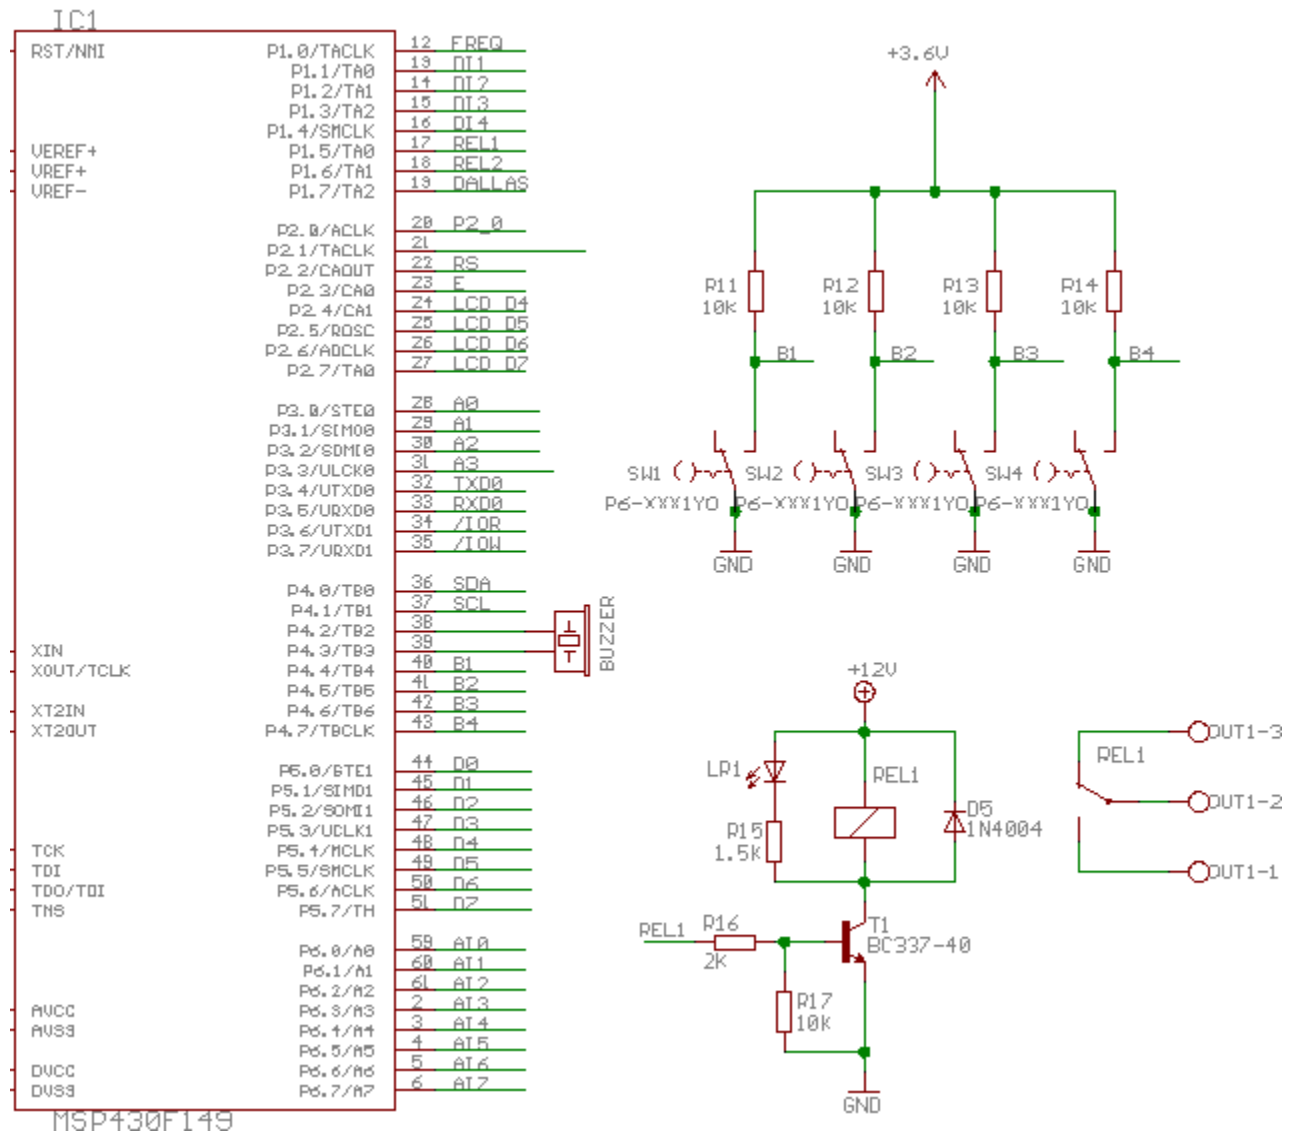 IC1
RST/NMI P1.0/TACLK 12 FREQ
P1.1/TA0 13 DI1
P1.2/TA1 14 DI2
P1.3/TA2 15 DI3
P1.4/SMCLK 16 DI4
VEREF+ P1.5/TA0 17 REL1
VREF+ P1.6/TA1 18 REL2
VREF- P1.7/TA2 19 DALLAS
P2.0/ACLK 20 P2_0
P2.1/TACLK 21
P2.2/CAOUT 22 RS
P2.3/CA0 23 E
P2.4/CA1 24 LCD_D4
P2.5/ROSC 25 LCD_D5
P2.6/ADCLK 26 LCD_D6
P2.7/TA0 27 LCD_D7
P3.0/STE0 28 A0
P3.1/SIMO0 29 A1
P3.2/SOMI0 30 A2
P3.3/ULCK0 31 A3
P3.4/UTXD0 32 TXD0
P3.5/URXD0 33 RXD0
P3.6/UTXD1 34 /IOR
P3.7/URXD1 35 /IOW
P4.0/TB0 36 SDA
P4.1/TB1 37 SCL
P4.2/TB2 38
XIN P4.3/TB3 39
BUZZER
XOUT/TCLK P4.4/TB4 40 B1
P4.5/TB5 41 B2
XT2IN P4.6/TB6 42 B3
XT2OUT P4.7/TBCLK 43 B4
P5.0/STE1 44 D0
P5.1/SIMO1 45 D1
P5.2/SOMI1 46 D2
P5.3/UCLK1 47 D3
TCK P5.4/MCLK 48 D4
TDI P5.5/SMCLK 49 D5
TDO/TDI P5.6/ACLK 50 D6
TMS P5.7/TH 51 D7
P6.0/A0 59 AI0
P6.1/A1 60 AI1
P6.2/A2 61 AI2
AVCC P6.3/A3 2 AI3
AVSS P6.4/A4 3 AI4
P6.5/A5 4 AI5
DVCC P6.6/A6 5 AI6
DVSS P6.7/A7 6 AI7
MSP430F149
+3.6V
R11 R12 R13 R14
10k 10k 10k 10k
B1 B2 B3 B4
SW1 SW2 SW3 SW4
P6-XXX1YO P6-XXX1YO P6-XXX1YO P6-XXX1YO
GND GND GND GND
+12V
LR1
REL1
R15
1.5K
D5
1N4004
REL1
R16
2K
T1
BC337-40
R17
10K
GND
REL1
OUT1-3
OUT1-2
OUT1-1